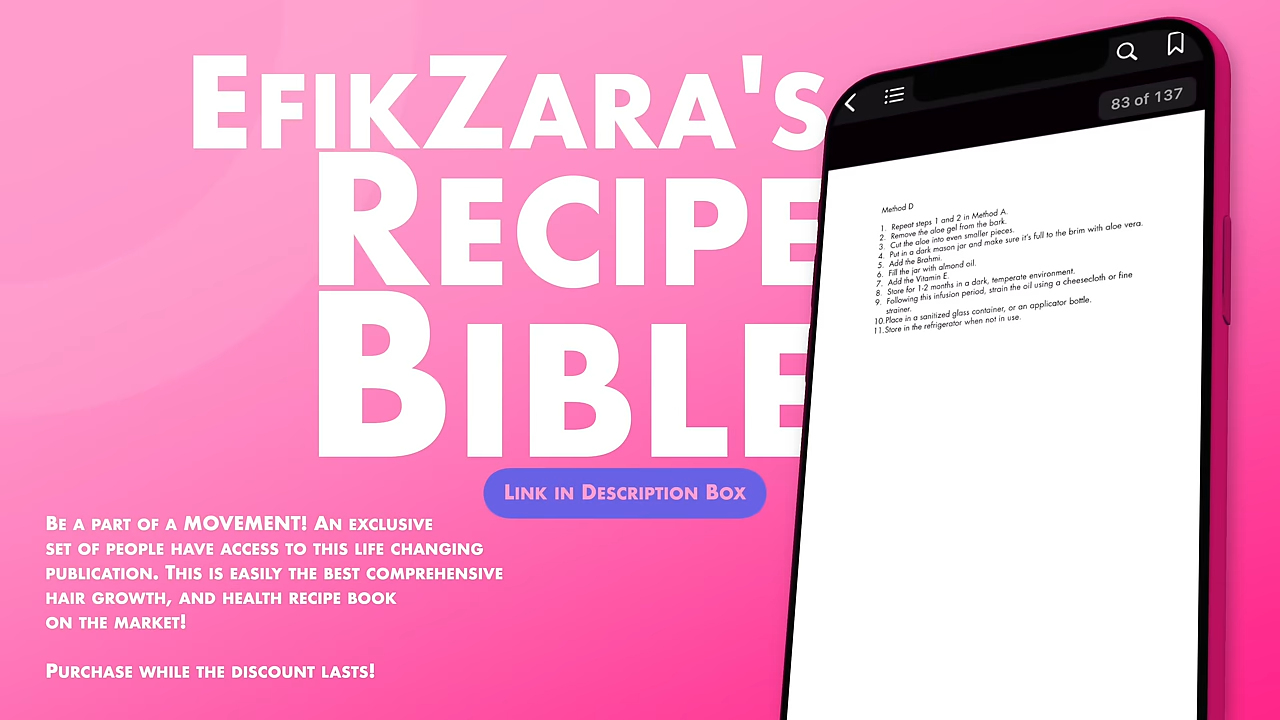 EfikZara's
Recipe
Bible
Link in Description Box
Be a part of a MOVEMENT! An exclusive
set of people have access to this life changing
publication. This is easily the best comprehensive
hair growth, and health recipe book
on the market!
Purchase while the discount lasts!
83 of 137
Method D
1. Repeat steps 1 and 2 in Method A.
2. Remove the aloe gel from the bark.
3. Cut the aloe into even smaller pieces.
4. Put in a dark mason jar and make sure it's full to the brim with aloe vera.
5. Add the Brahmi.
6. Fill the jar with almond oil.
7. Add the Vitamin E.
8. Store for 1-2 months in a dark, temperate environment.
9. Following this infusion period, strain the oil using a cheesecloth or fine
strainer.
10. Place in a sanitized glass container, or an applicator bottle.
11. Store in the refrigerator when not in use.